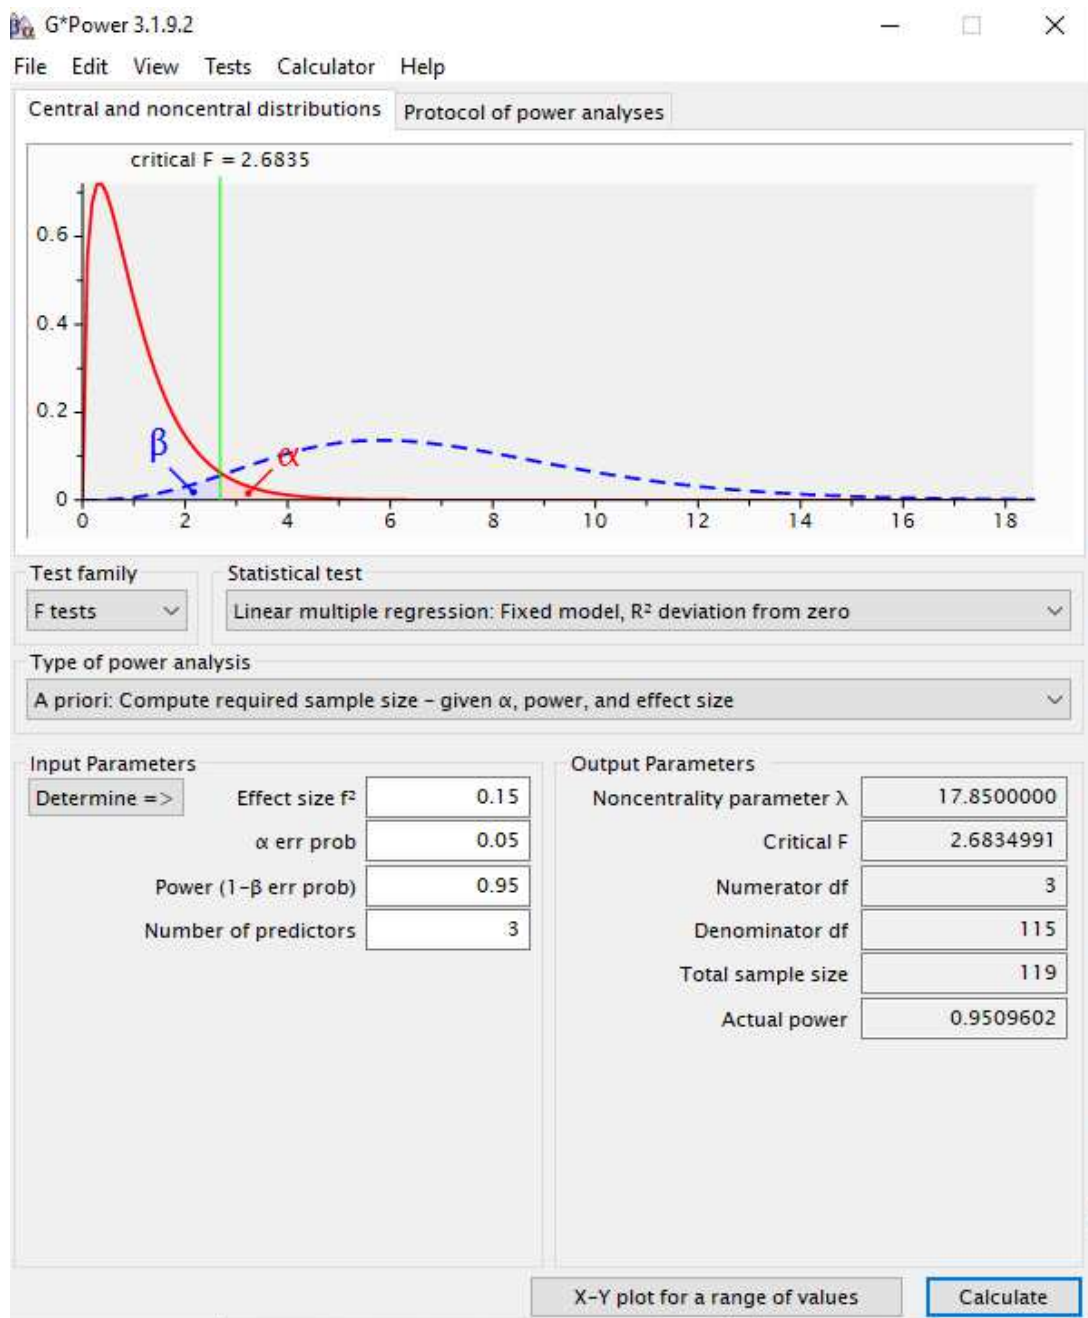 G*Power 3.1.9.2
File Edit View Tests Calculator Help
Central and noncentral distributions Protocol of power analyses
critical F = 2.6835
0.6
0.4
0.2
0
β α
0 2 4 6 8 10 12 14 16 18
Test family Statistical test
F tests Linear multiple regression: Fixed model, R² deviation from zero
Type of power analysis
A priori: Compute required sample size – given α, power, and effect size
Input Parameters Output Parameters
Determine => Effect size f² 0.15 Noncentrality parameter λ 17.8500000
α err prob 0.05 Critical F 2.6834991
Power (1–β err prob) 0.95 Numerator df 3
Number of predictors 3 Denominator df 115
Total sample size 119
Actual power 0.9509602
X–Y plot for a range of values Calculate